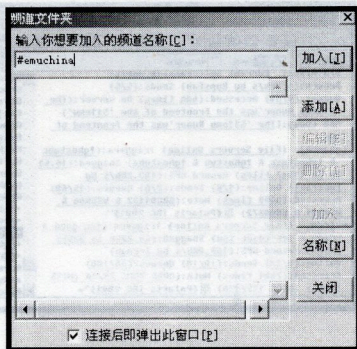 频道文件夹
输入你想要加入的频道名称[C]：
#emuchina
加入[J]
添加[A]
编辑[E]
删除[D]
加入
名称[N]
关闭
连接后即弹出此窗口[P]